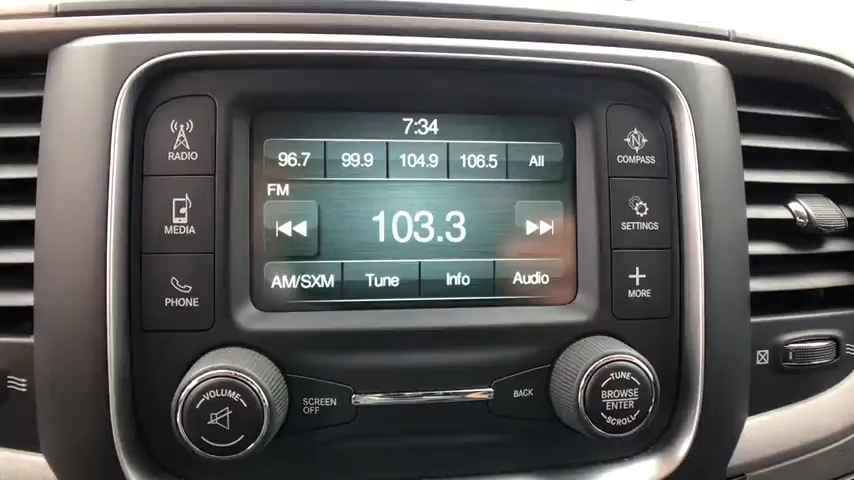 7:34
96.7 99.9 104.9 106.5 All
FM
103.3
AM/SXM Tune Info Audio
RADIO
MEDIA
PHONE
N
COMPASS
SETTINGS
MORE
VOLUME
SCREEN
OFF
BACK
TUNE
BROWSE
ENTER
SCROLL